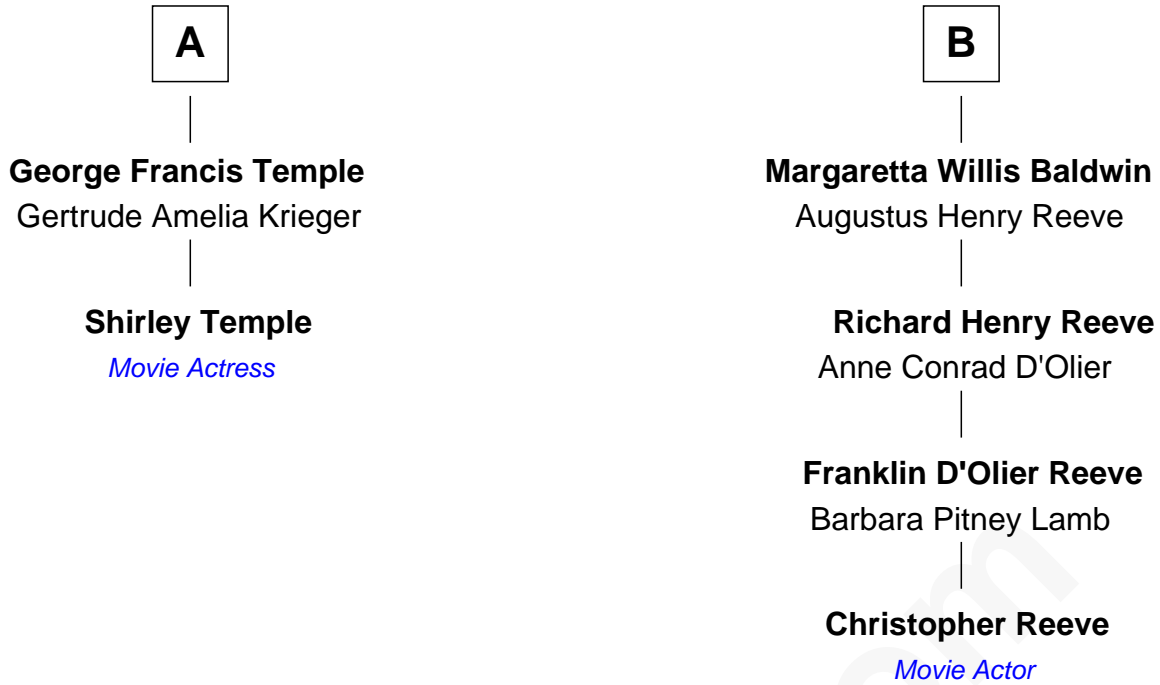 A
George Francis Temple
Gertrude Amelia Krieger
Shirley Temple
Movie Actress
B
Margaretta Willis Baldwin
Augustus Henry Reeve
Richard Henry Reeve
Anne Conrad D'Olier
Franklin D'Olier Reeve
Barbara Pitney Lamb
Christopher Reeve
Movie Actor